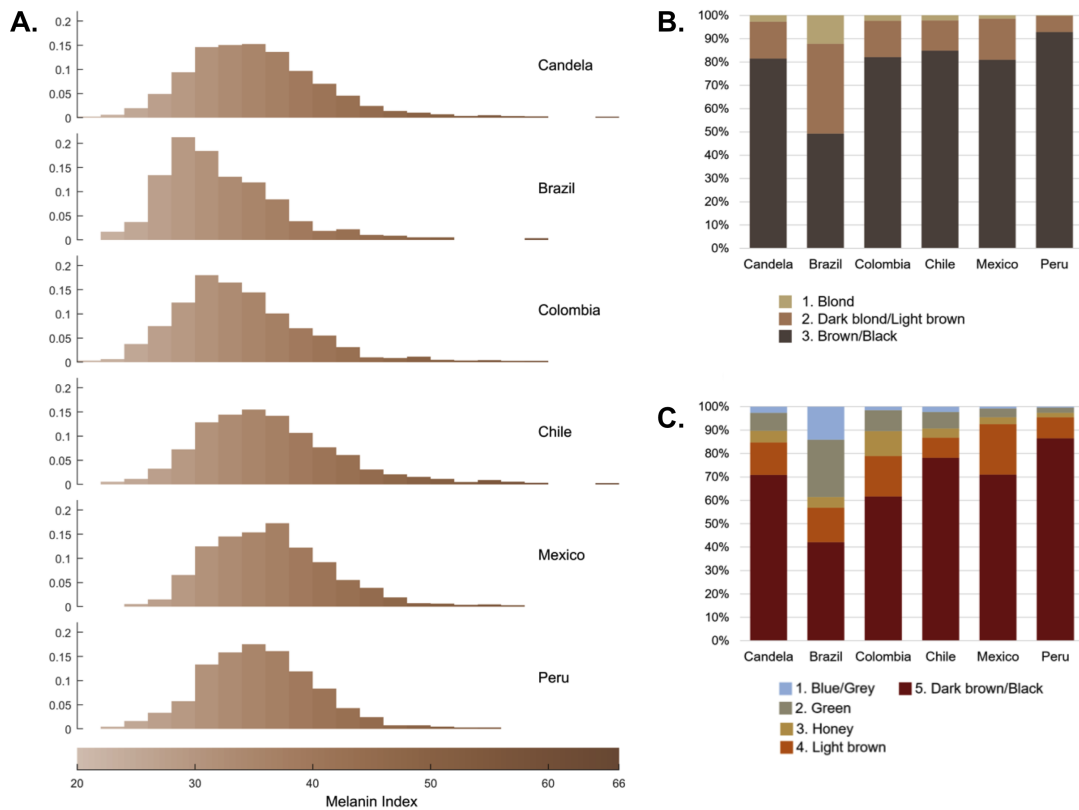 A.
0.2
0.15
0.1
0.05
0
Candela
0.2
0.15
0.1
0.05
0
Brazil
0.2
0.15
0.1
0.05
0
Colombia
0.2
0.15
0.1
0.05
0
Chile
0.2
0.15
0.1
0.05
0
Mexico
0.2
0.15
0.1
0.05
0
Peru
20 30 40 50 60 66
Melanin Index
B.
100%
90%
80%
70%
60%
50%
40%
30%
20%
10%
0%
Candela Brazil Colombia Chile Mexico Peru
1. Blond
2. Dark blond/Light brown
3. Brown/Black
C.
100%
90%
80%
70%
60%
50%
40%
30%
20%
10%
0%
Candela Brazil Colombia Chile Mexico Peru
1. Blue/Grey 5. Dark brown/Black
2. Green
3. Honey
4. Light brown